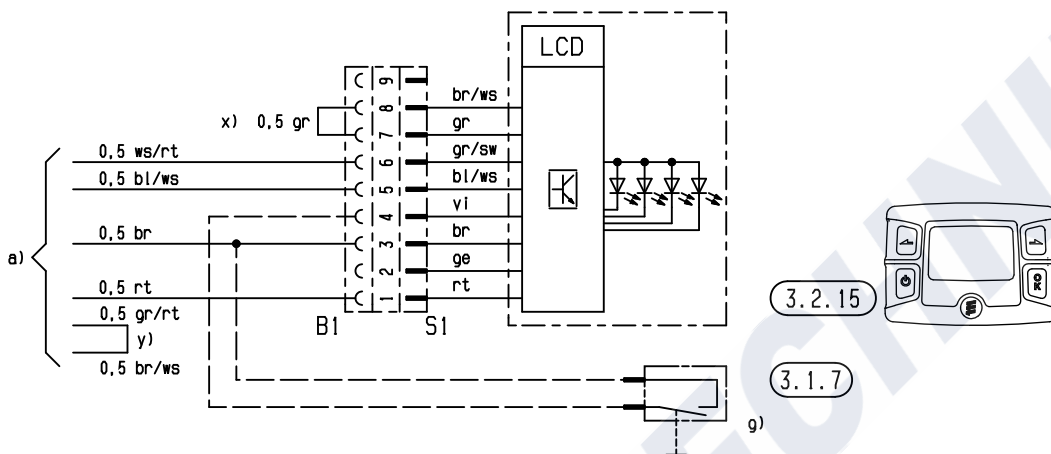 LCD
9
8
7
6
5
4
3
2
1
br/ws
gr
gr/sw
bl/ws
vi
br
ge
rt
x) 0,5 gr
0,5 ws/rt
0,5 bl/ws
a)
0,5 br
0,5 rt
0,5 gr/rt
y)
0,5 br/ws
B1
S1
3.2.15
OK
3.1.7
g)